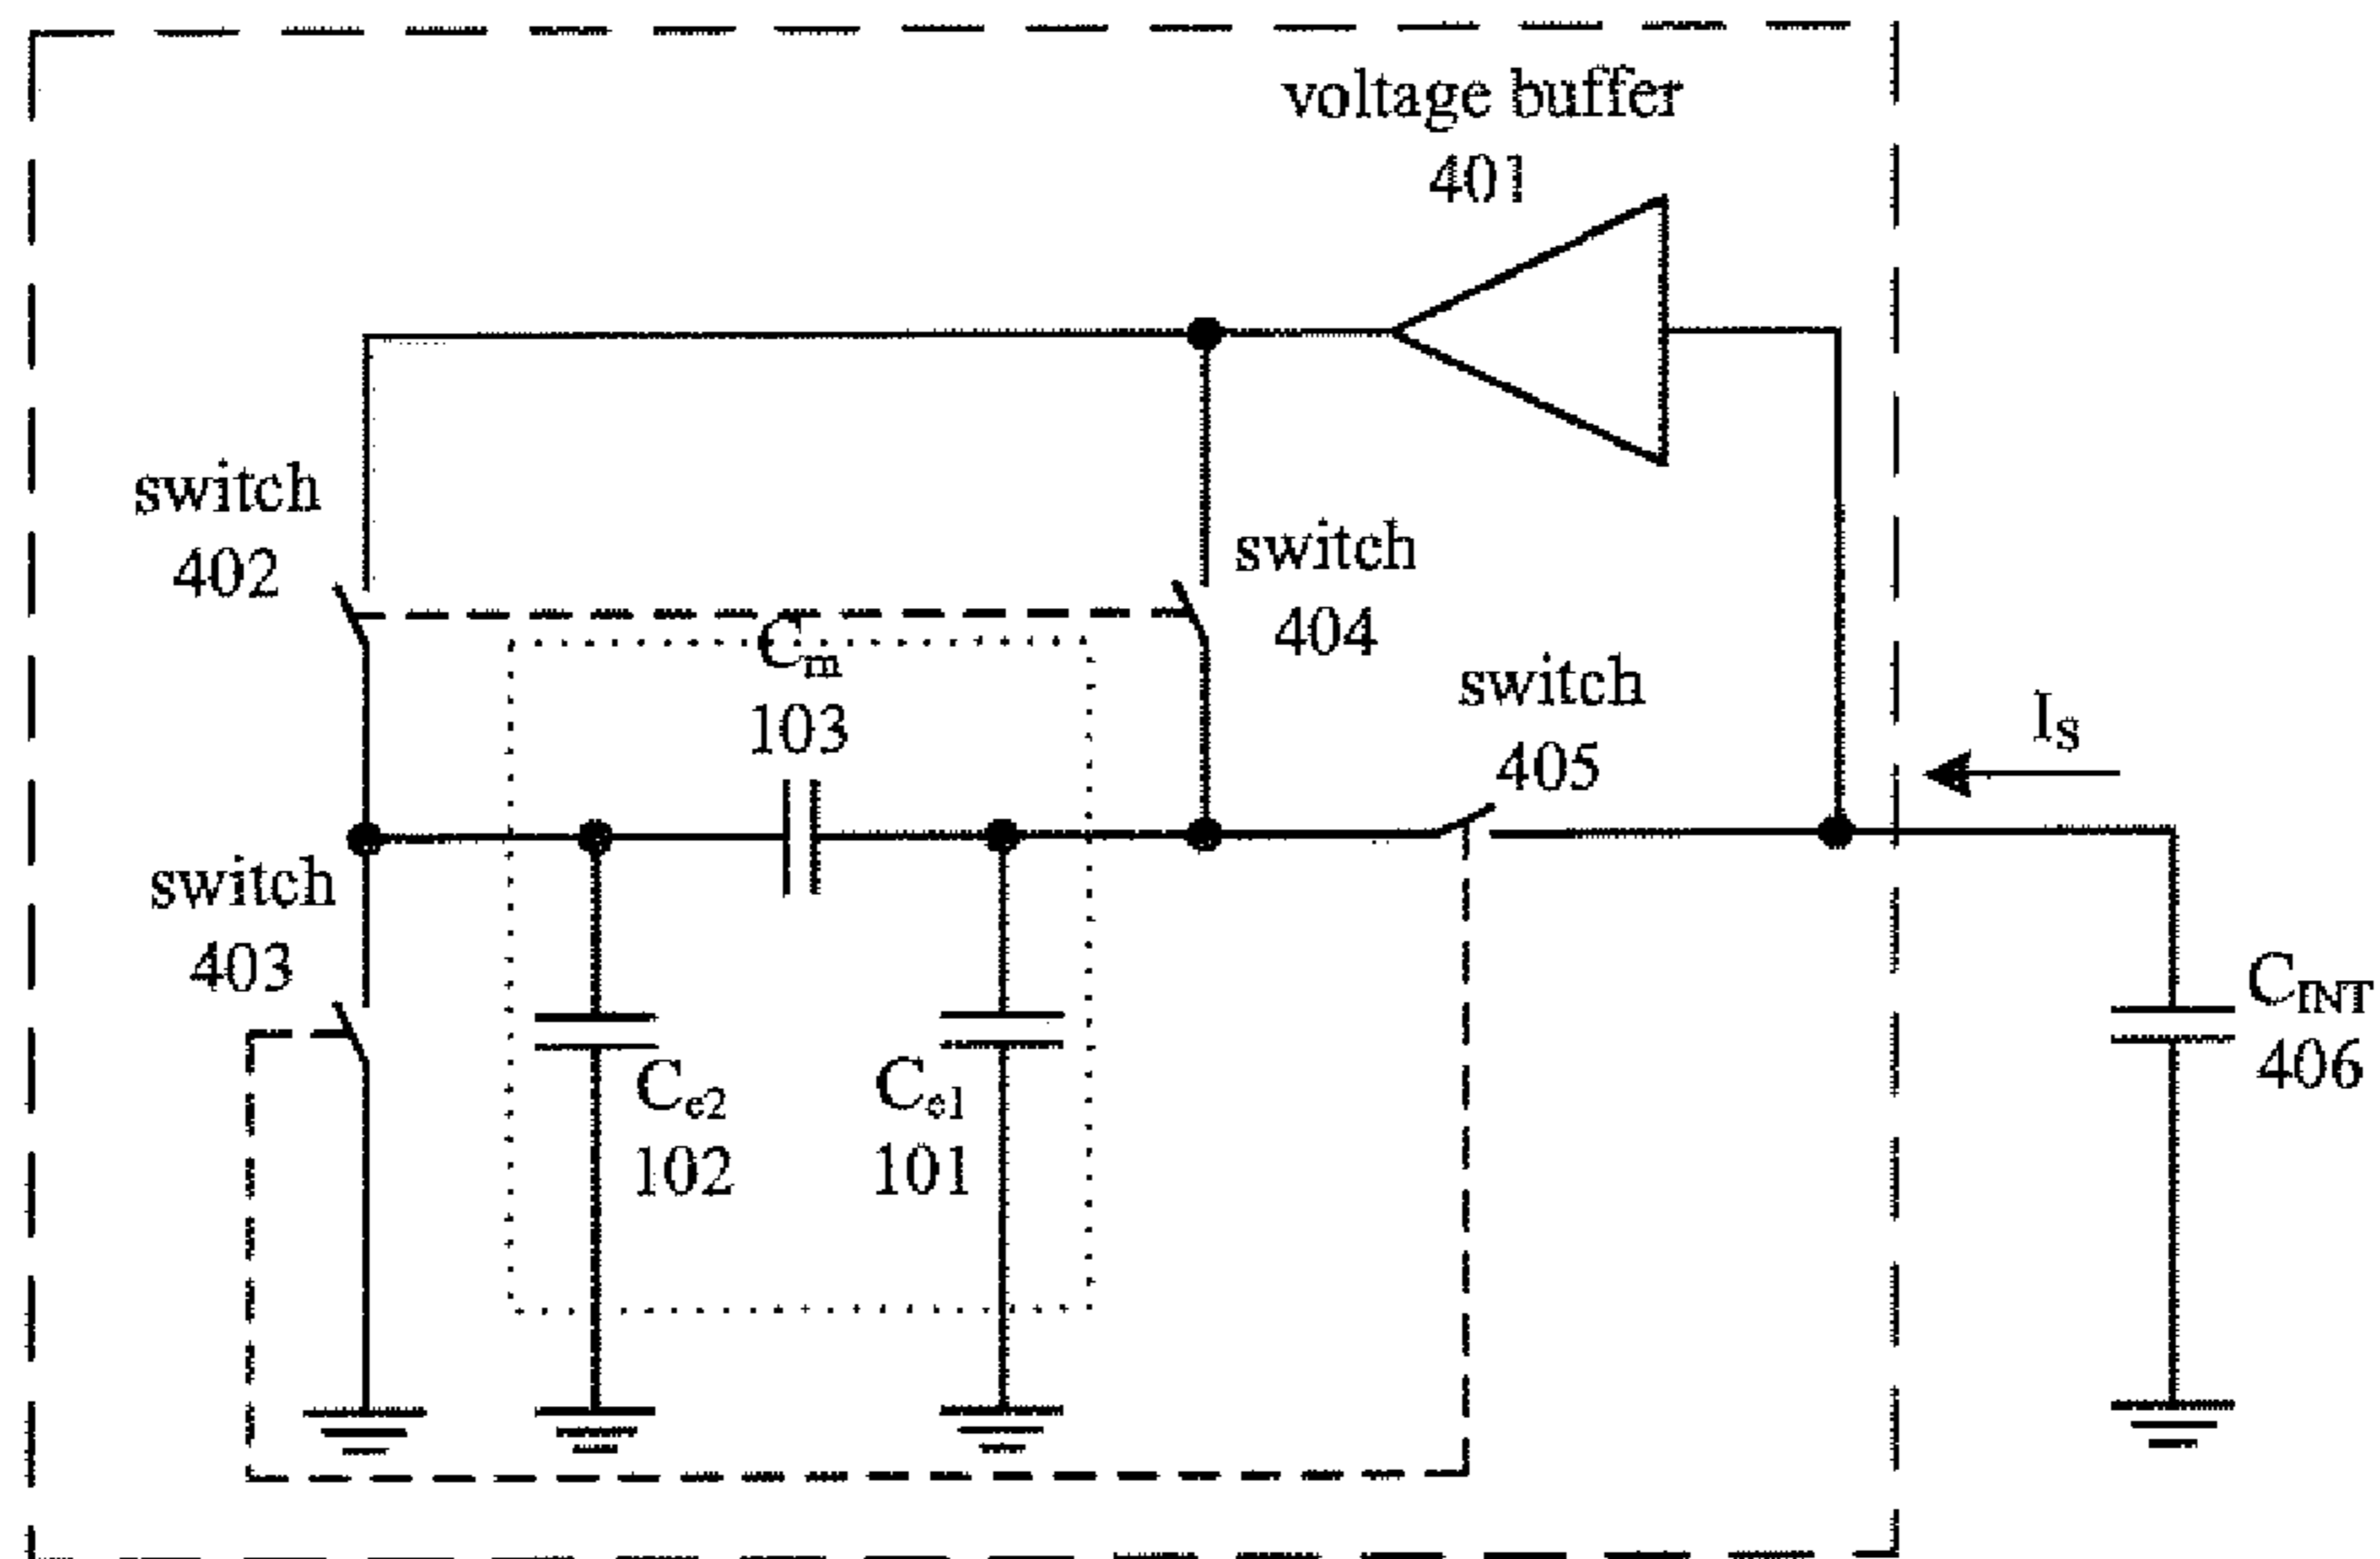 voltage buffer
401
switch
402
switch
404
Cm
103
switch
405
IS
switch
403
Ce2
102
Ce1
101
CINT
406